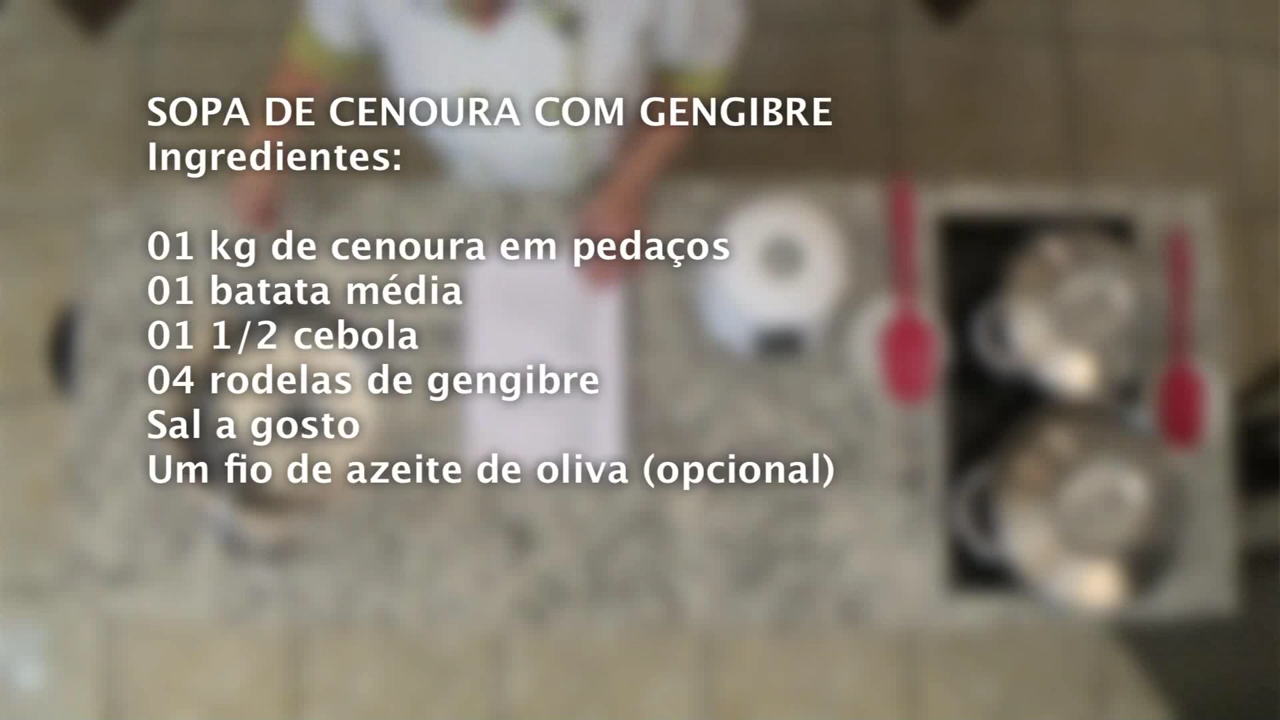 SOPA DE CENOURA COM GENGIBRE
Ingredientes:
01 kg de cenoura em pedaços
01 batata média
01 1/2 cebola
04 rodelas de gengibre
Sal a gosto
Um fio de azeite de oliva (opcional)